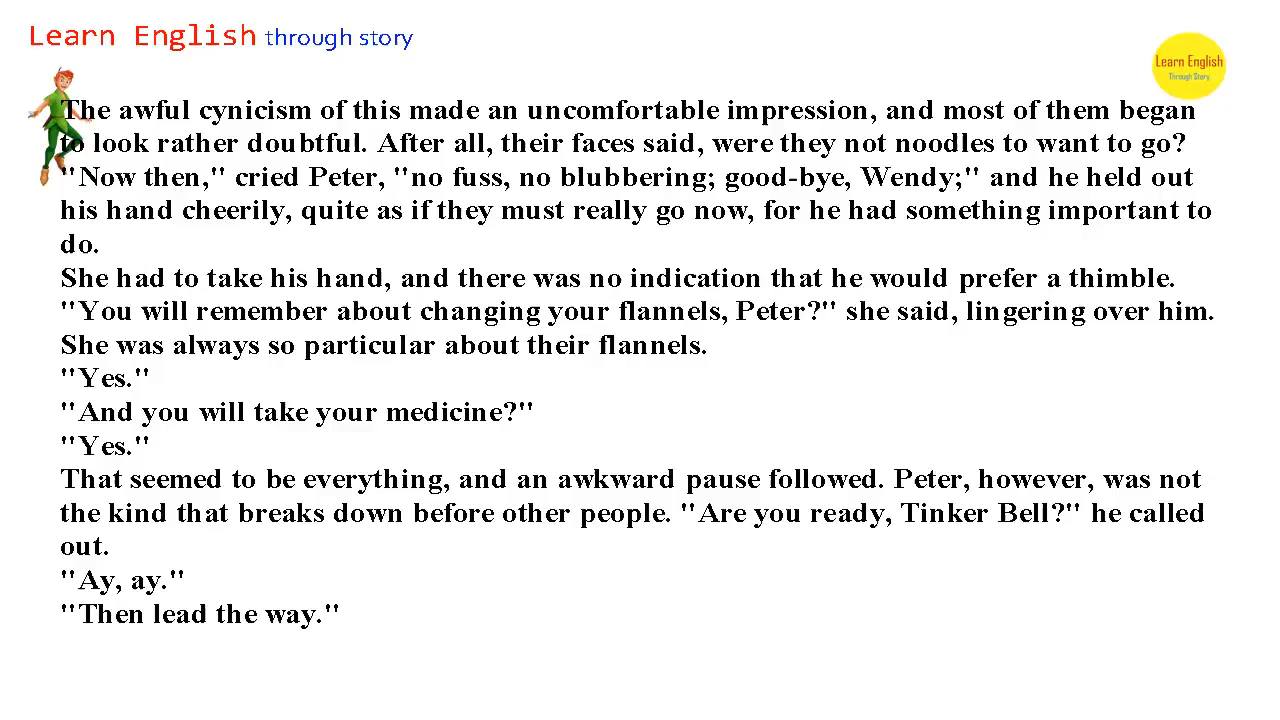 Learn English through story
Learn English
Through Story
The awful cynicism of this made an uncomfortable impression, and most of them began
to look rather doubtful. After all, their faces said, were they not noodles to want to go?
"Now then," cried Peter, "no fuss, no blubbering; good-bye, Wendy;" and he held out
his hand cheerily, quite as if they must really go now, for he had something important to
do.
She had to take his hand, and there was no indication that he would prefer a thimble.
"You will remember about changing your flannels, Peter?" she said, lingering over him.
She was always so particular about their flannels.
"Yes."
"And you will take your medicine?"
"Yes."
That seemed to be everything, and an awkward pause followed. Peter, however, was not
the kind that breaks down before other people. "Are you ready, Tinker Bell?" he called
out.
"Ay, ay."
"Then lead the way."